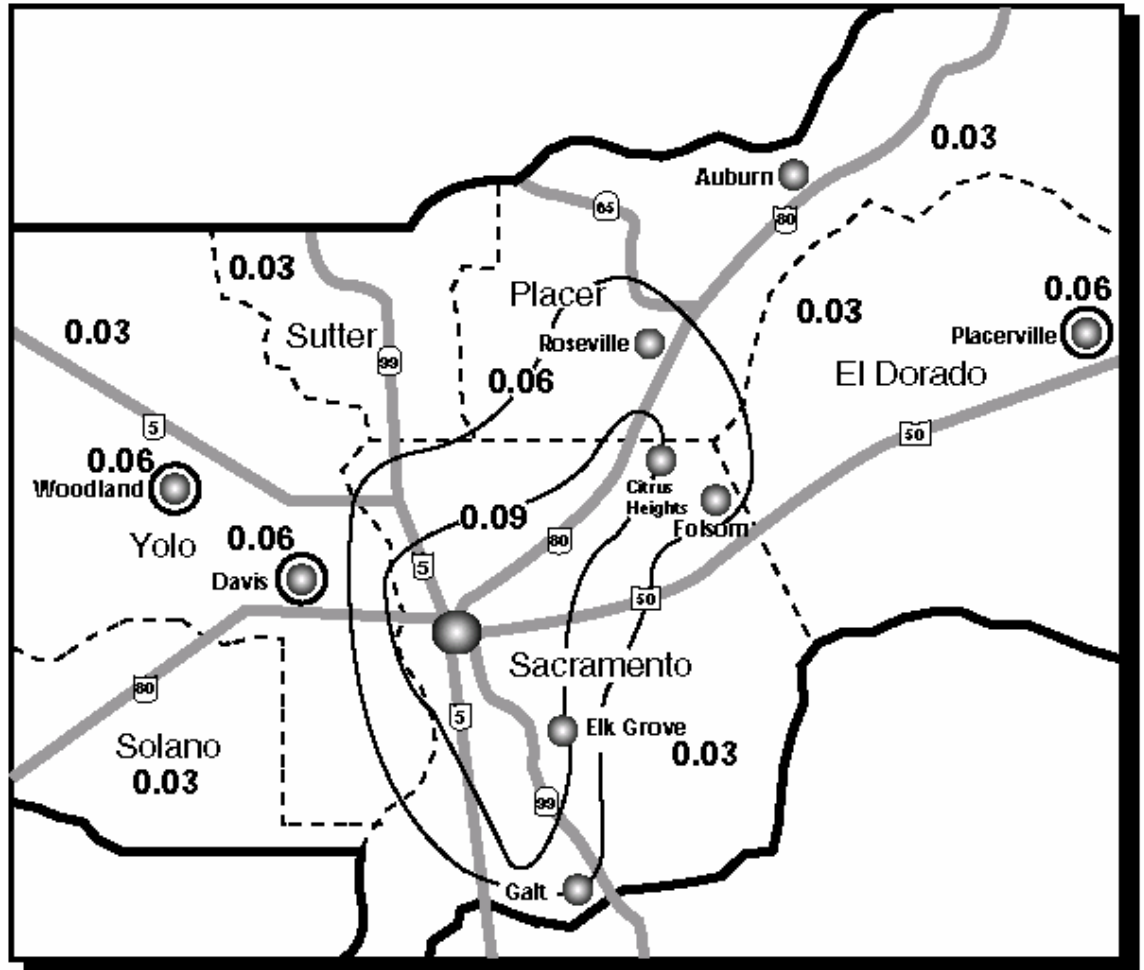 0.03
Auburn
65
80
0.03
Placer
0.03
0.06
0.03
Sutter
Roseville
Placerville
99
0.06
El Dorado
5
50
0.06
Woodland
Citrus
Heights
0.09
Folsom
Yolo
0.06
80
5
Davis
50
Sacramento
80
5
Elk Grove
Solano
0.03
0.03
99
Galt